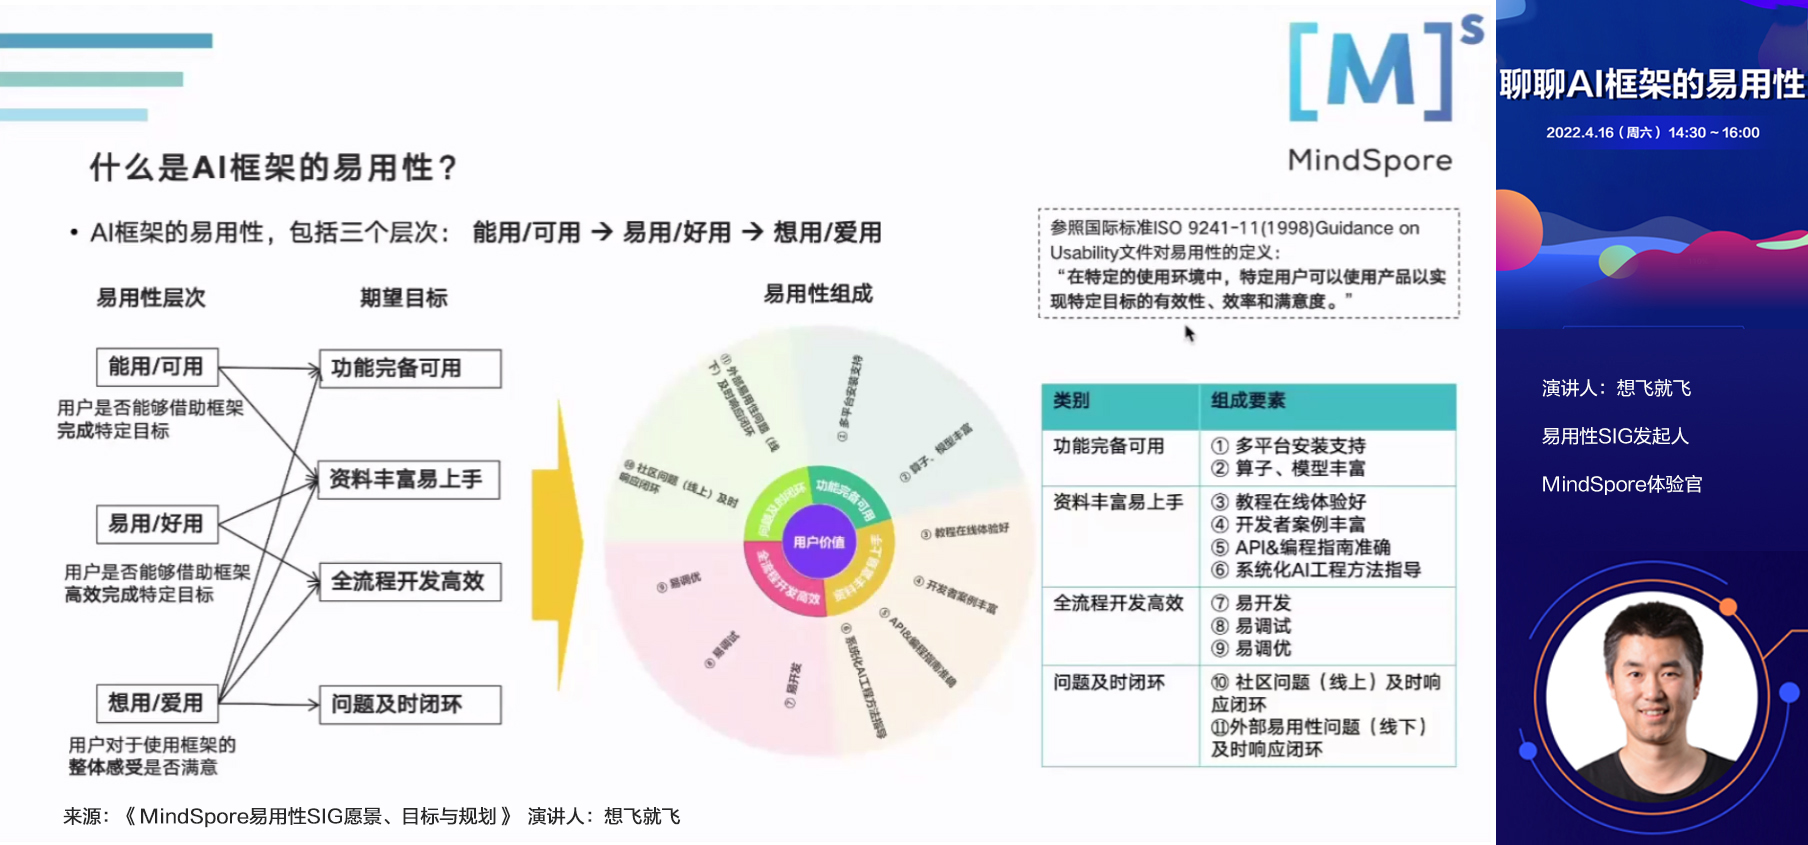 [M]s
MindSpore
什么是AI框架的易用性？
• AI框架的易用性，包括三个层次： 能用/可用 → 易用/好用 → 想用/爱用
参照国际标准ISO 9241-11(1998)Guidance on
Usability文件对易用性的定义：
“在特定的使用环境中，特定用户可以使用产品以实
现特定目标的有效性、效率和满意度。”
易用性层次
期望目标
易用性组成
能用/可用
用户是否能够借助框架
完成特定目标
易用/好用
用户是否能够借助框架
高效完成特定目标
想用/爱用
用户对于使用框架的
整体感受是否满意
功能完备可用
资料丰富易上手
全流程开发高效
问题及时闭环
用户价值
功能完备可用
资料丰富易上手
全流程开发高效
问题及时闭环
① 多平台安装支持
② 算子、模型丰富
③ 教程在线体验好
④ 开发者案例丰富
⑤ API&编程指南准确
⑥ 系统化AI工程方法指导
⑦ 易开发
⑧ 易调试
⑨ 易调优
⑩ 社区问题（线上）及时
响应闭环
⑪ 外部易用性问题（线
下）及时响应闭环
类别
组成要素
功能完备可用
① 多平台安装支持
② 算子、模型丰富
资料丰富易上手
③ 教程在线体验好
④ 开发者案例丰富
⑤ API&编程指南准确
⑥ 系统化AI工程方法指导
全流程开发高效
⑦ 易开发
⑧ 易调试
⑨ 易调优
问题及时闭环
⑩ 社区问题（线上）及时响
应闭环
⑪外部易用性问题（线下）
及时响应闭环
来源：《MindSpore易用性SIG愿景、目标与规划》 演讲人：想飞就飞
聊聊AI框架的易用性
2022.4.16（周六）14:30～16:00
演讲人：想飞就飞
易用性SIG发起人
MindSpore体验官